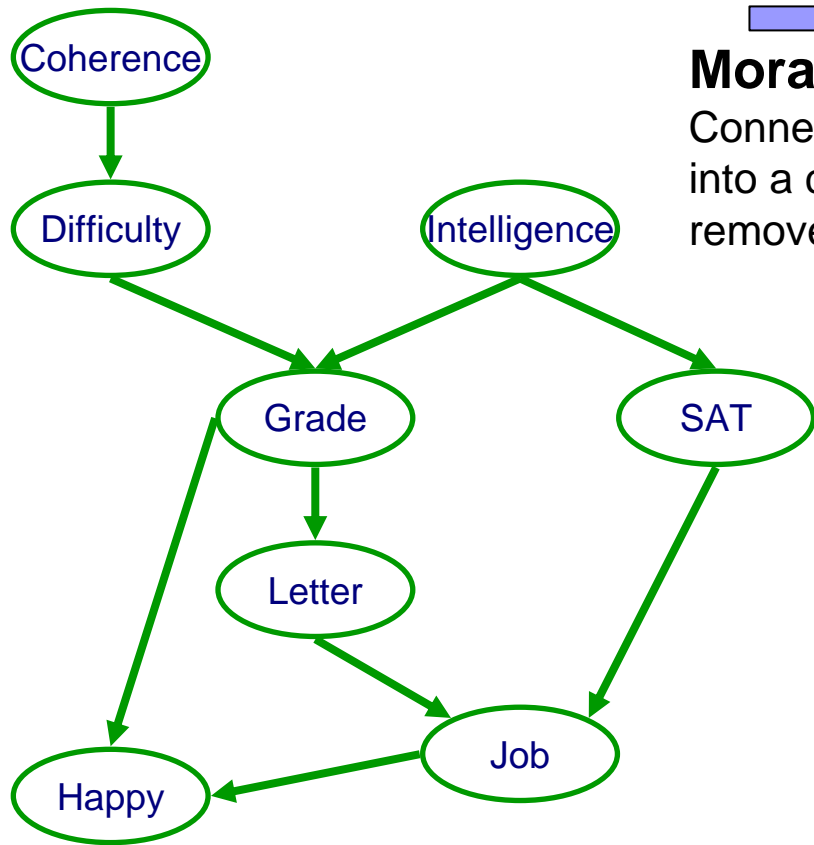 Coherence
Mora
Conne
into a
Difficulty
Intelligence
remove
Grade
SAT
Letter
Job
Happy